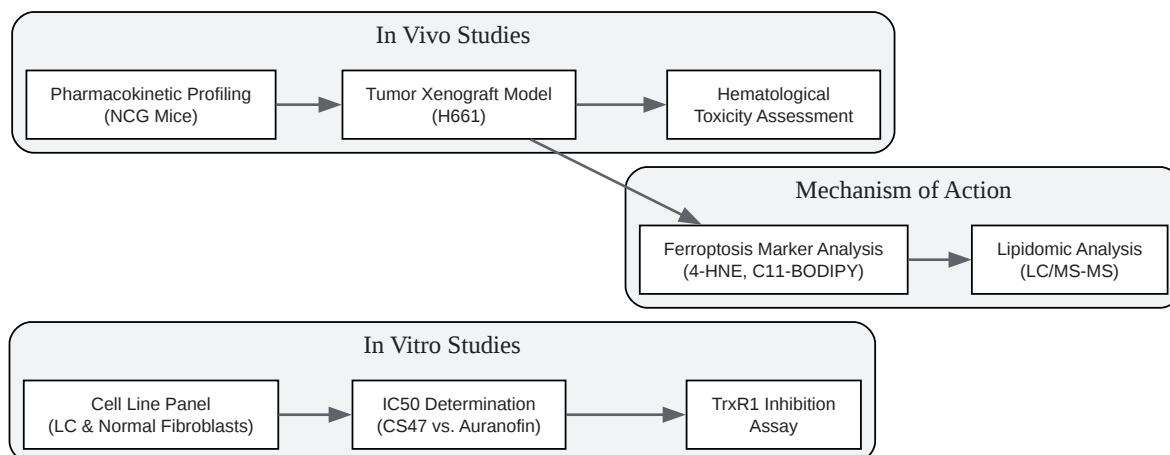 In Vivo Studies
Pharmacokinetic Profiling
(NCG Mice)
Tumor Xenograft Model
(H661)
Hematological
Toxicity Assessment
Mechanism of Action
Ferroptosis Marker Analysis
(4-HNE, C11-BODIPY)
Lipidomic Analysis
(LC/MS-MS)
In Vitro Studies
Cell Line Panel
(LC & Normal Fibroblasts)
IC50 Determination
(CS47 vs. Auranofin)
TrxR1 Inhibition
Assay